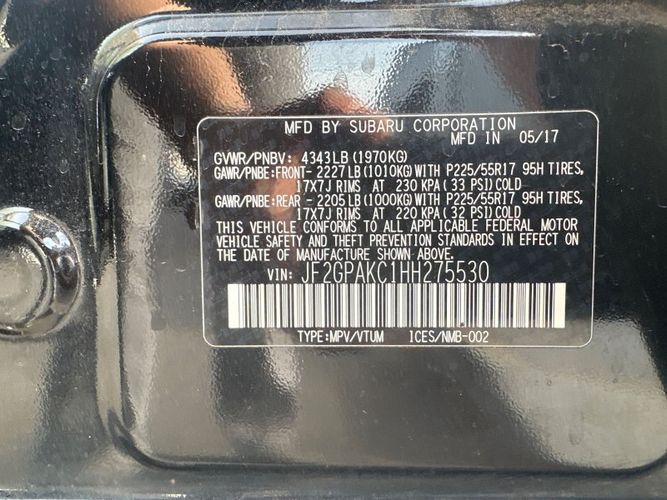 MFD BY SUBARU CORPORATION
MFD IN 05/17
GVWR/PNBV: 4343LB(1970KG)
GAWR/PNBE:FRONT- 2227LB(1010KG)WITH P225/55R17 95H TIRES,
17X7J RIMS AT 230 KPA(33 PSI)COLD
GAWR/PNBE:REAR - 2205LB(1000KG)WITH P225/55R17 95H TIRES,
17X7J RIMS AT 220 KPA(32 PSI)COLD
THIS VEHICLE CONFORMS TO ALL APPLICABLE FEDERAL MOTOR
VEHICLE SAFETY AND THEFT PREVENTION STANDARDS IN EFFECT ON
THE DATE OF MANUFACTURE SHOWN ABOVE.
VIN: JF2GPAKC1HH275530
TYPE:MPV/VTUM ICES/NMB-002